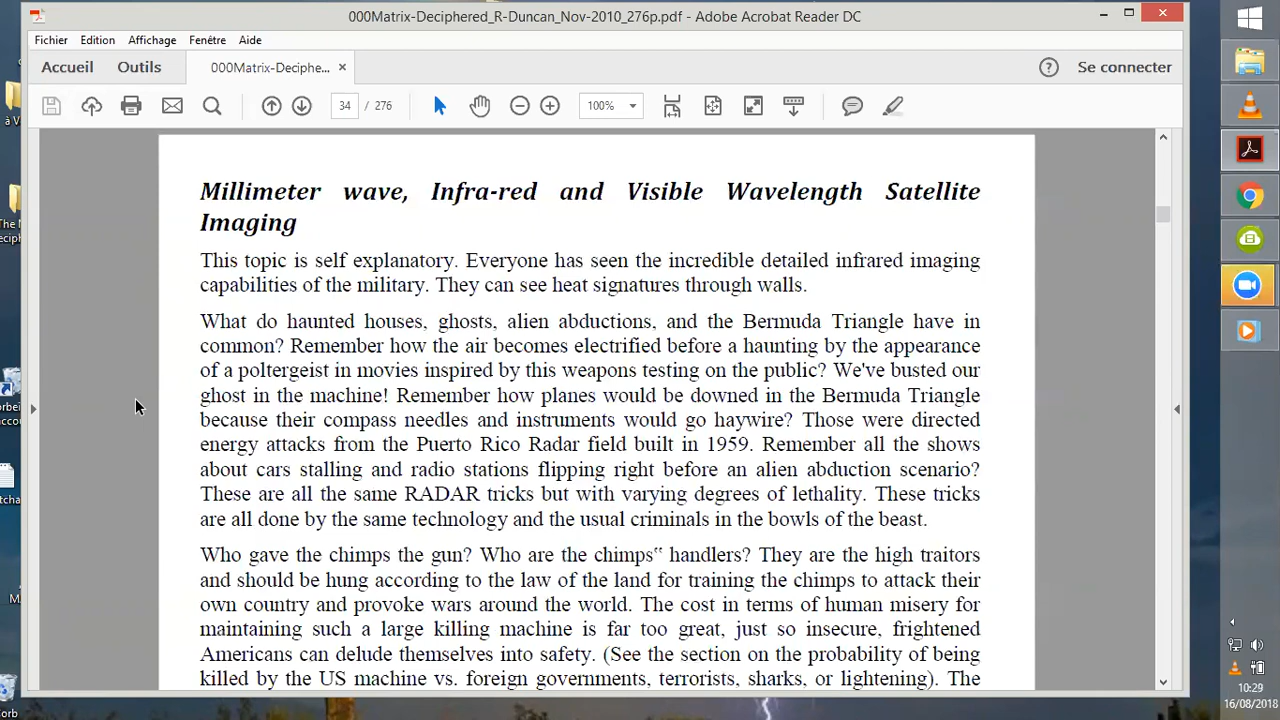 000Matrix-Deciphered_R-Duncan_Nov-2010_276p.pdf - Adobe Acrobat Reader DC
Fichier Edition Affichage Fenêtre Aide
Accueil Outils 000Matrix-Deciphe... × ? Se connecter
34 / 276 100%
Millimeter wave, Infra-red and Visible Wavelength Satellite
Imaging
This topic is self explanatory. Everyone has seen the incredible detailed infrared imaging
capabilities of the military. They can see heat signatures through walls.
What do haunted houses, ghosts, alien abductions, and the Bermuda Triangle have in
common? Remember how the air becomes electrified before a haunting by the appearance
of a poltergeist in movies inspired by this weapons testing on the public? We've busted our
ghost in the machine! Remember how planes would be downed in the Bermuda Triangle
because their compass needles and instruments would go haywire? Those were directed
energy attacks from the Puerto Rico Radar field built in 1959. Remember all the shows
about cars stalling and radio stations flipping right before an alien abduction scenario?
These are all the same RADAR tricks but with varying degrees of lethality. These tricks
are all done by the same technology and the usual criminals in the bowls of the beast.
Who gave the chimps the gun? Who are the chimps‟ handlers? They are the high traitors
and should be hung according to the law of the land for training the chimps to attack their
own country and provoke wars around the world. The cost in terms of human misery for
maintaining such a large killing machine is far too great, just so insecure, frightened
Americans can delude themselves into safety. (See the section on the probability of being
killed by the US machine vs. foreign governments, terrorists, sharks, or lightening). The
10:29
16/08/2018